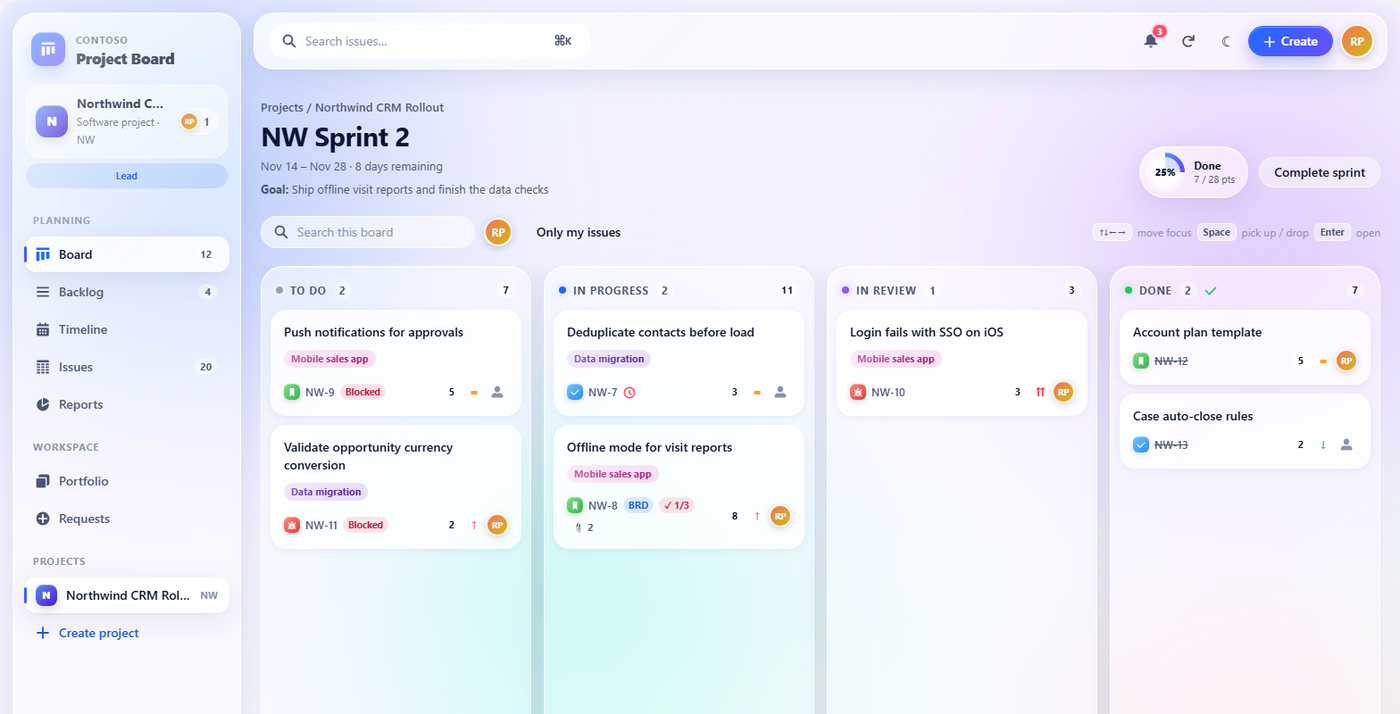 CONTOSO
Project Board
Northwind C...
Software project ·
NW
RP 1
Lead
PLANNING
Board 12
Backlog 4
Timeline
Issues 20
Reports
WORKSPACE
Portfolio
Requests
PROJECTS
N Northwind CRM Rol... NW
Create project
Search issues... ⌘K
3
Create
RP
Projects / Northwind CRM Rollout
NW Sprint 2
Nov 14 – Nov 28 · 8 days remaining
Goal: Ship offline visit reports and finish the data checks
25%
Done
7 / 28 pts
Complete sprint
Search this board
RP
Only my issues
↑↓←→ move focus Space pick up / drop Enter open
TO DO 2 7
Push notifications for approvals
Mobile sales app
NW-9 Blocked 5
Validate opportunity currency
conversion
Data migration
NW-11 Blocked 2 ↑ RP
IN PROGRESS 2 11
Deduplicate contacts before load
Data migration
NW-7 3
Offline mode for visit reports
Mobile sales app
NW-8 BRD ✓ 1/3 8 ↑ RP
2
IN REVIEW 1 3
Login fails with SSO on iOS
Mobile sales app
NW-10 3 RP
DONE 2 7
Account plan template
NW-12 5 RP
Case auto-close rules
NW-13 2 ↓